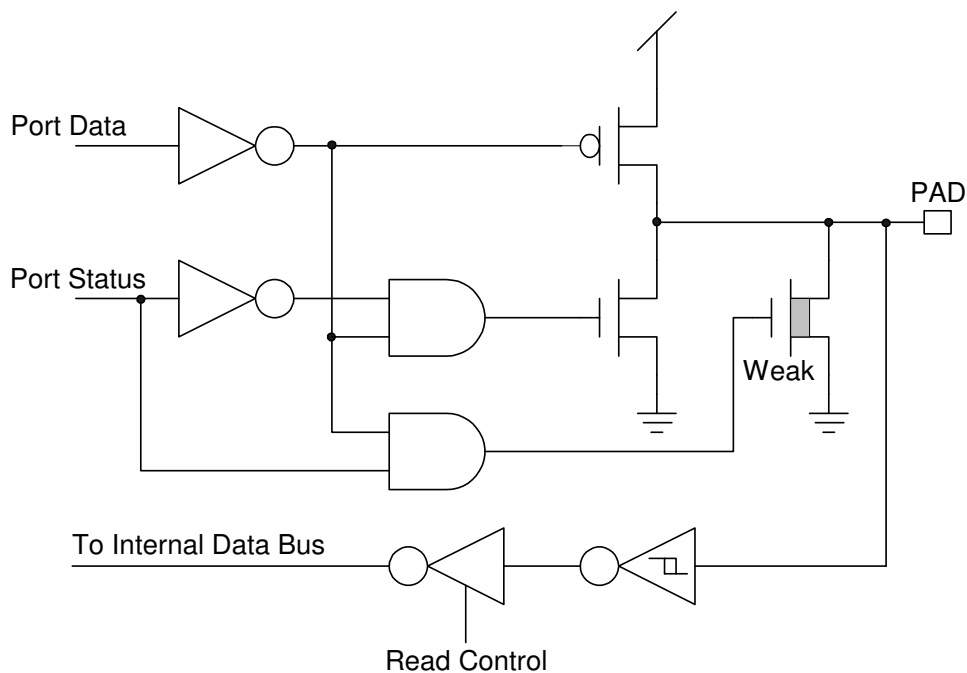 Port Data
PAD
Port Status
Weak
To Internal Data Bus
Read Control